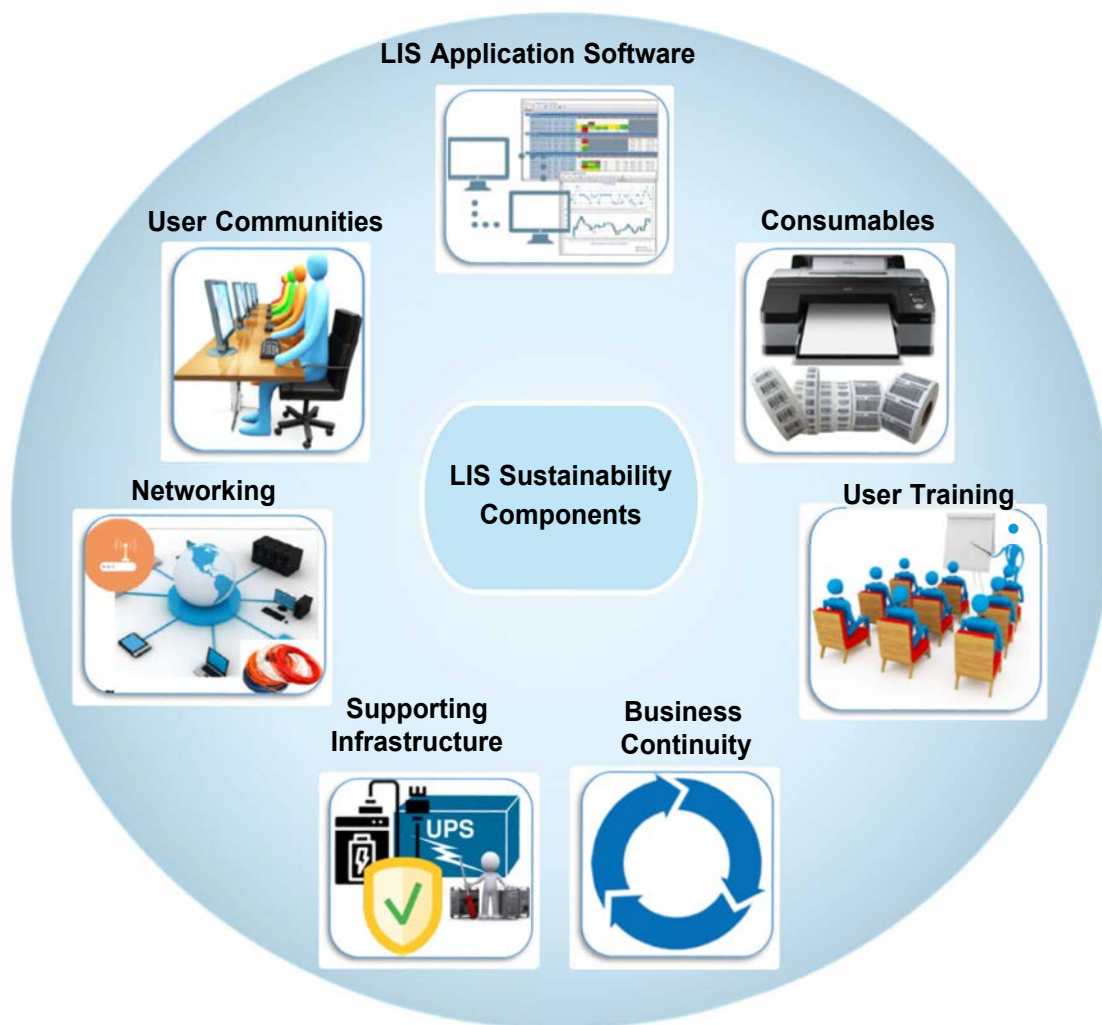 LIS Application Software
User Communities
Consumables
LIS Sustainability
Components
Networking
User Training
Supporting
Infrastructure
Business
Continuity
UPS